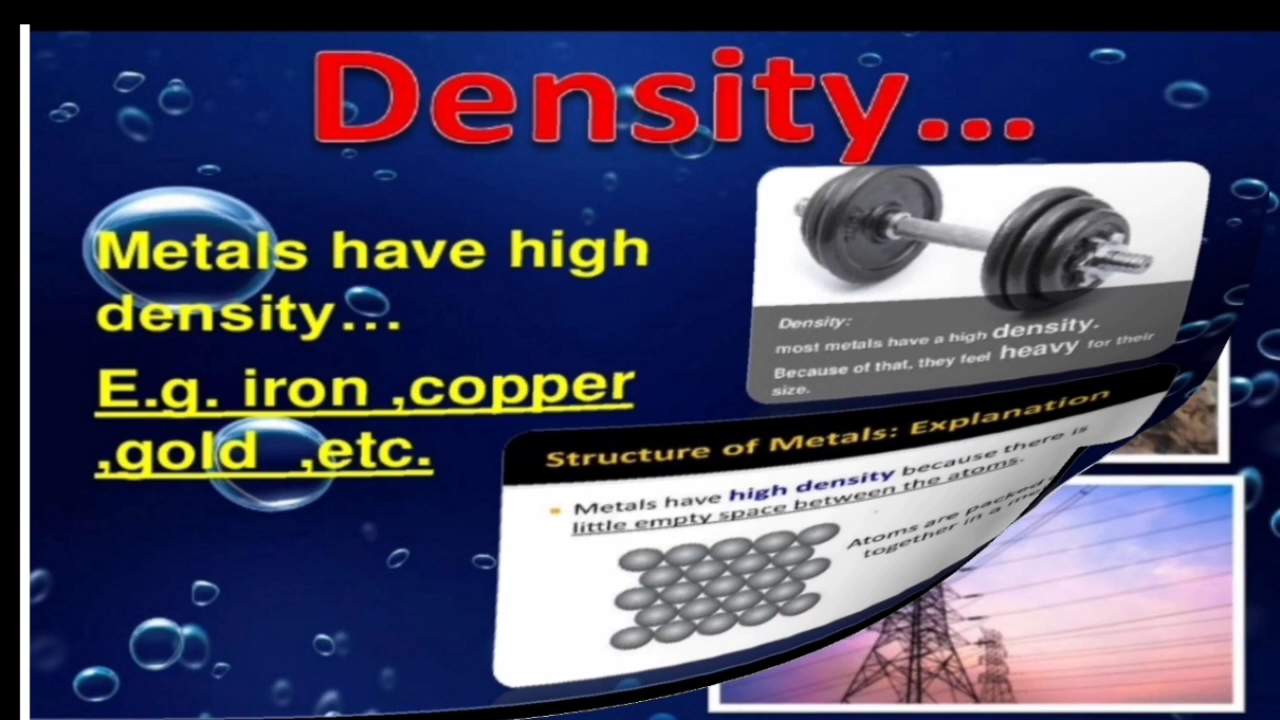 Density...
Metals have high
density...
E.g. iron ,copper
,gold ,etc.
Density:
most metals have a high density.
Because of that, they feel heavy for their
size.
Structure of Metals: Explanation
Metals have high density because there is
little empty space between the atoms.
Atoms are packed
together in a